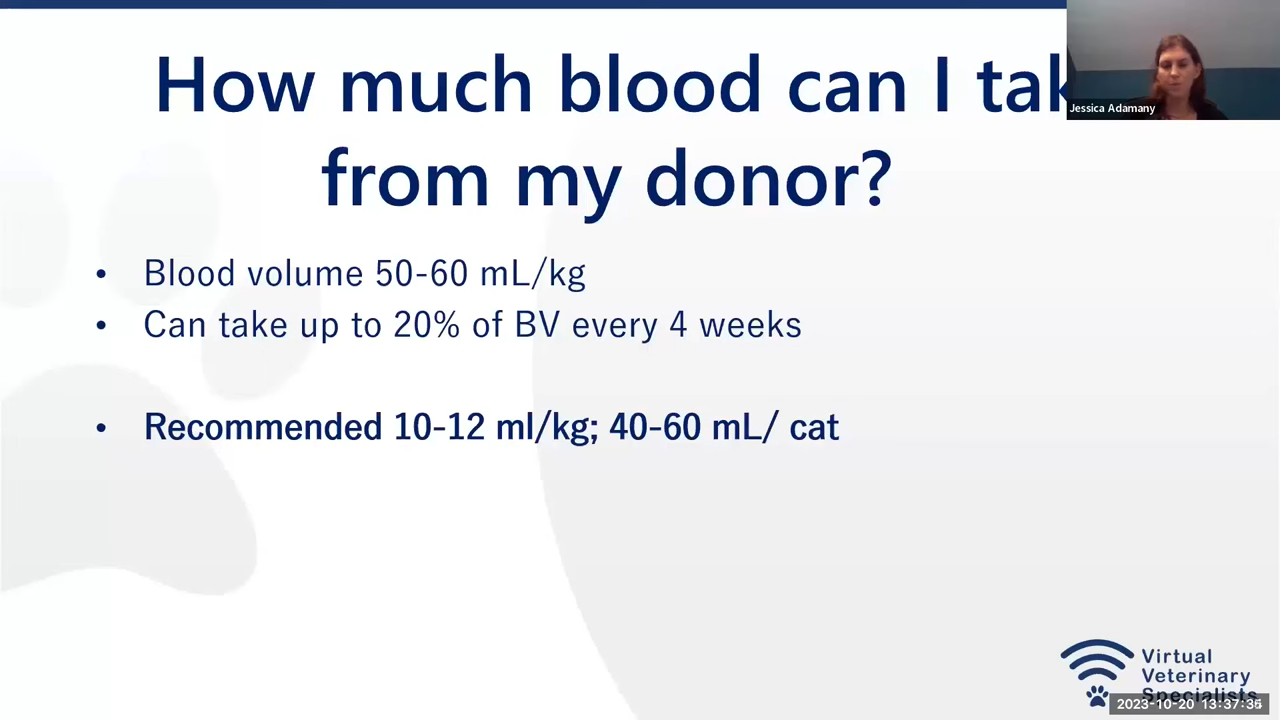 How much blood can I tak
from my donor?
Jessica Adamany
• Blood volume 50-60 mL/kg
• Can take up to 20% of BV every 4 weeks
• Recommended 10-12 ml/kg; 40-60 mL/ cat
Virtual
Veterinary
Specialists
2023-10-20 13:37:35